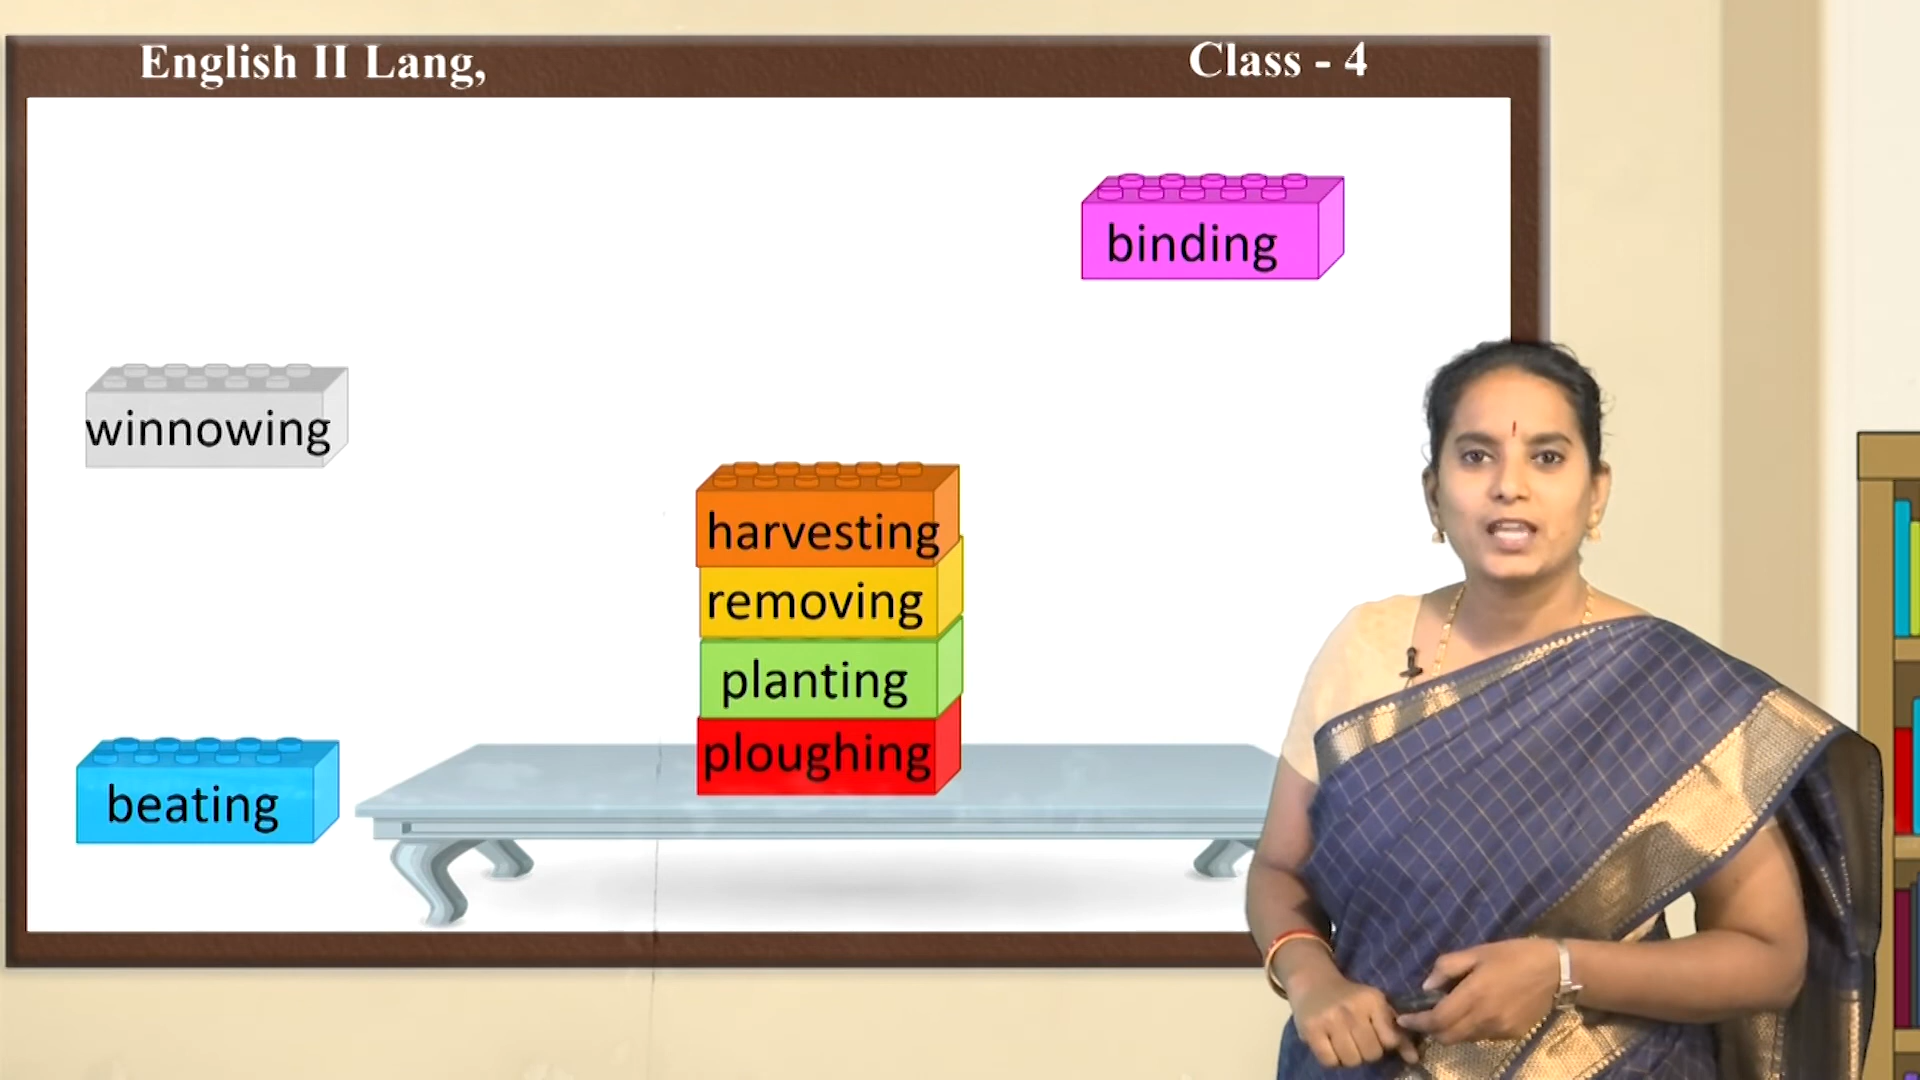 English II Lang,
Class - 4
binding
winnowing
harvesting
removing
planting
ploughing
beating